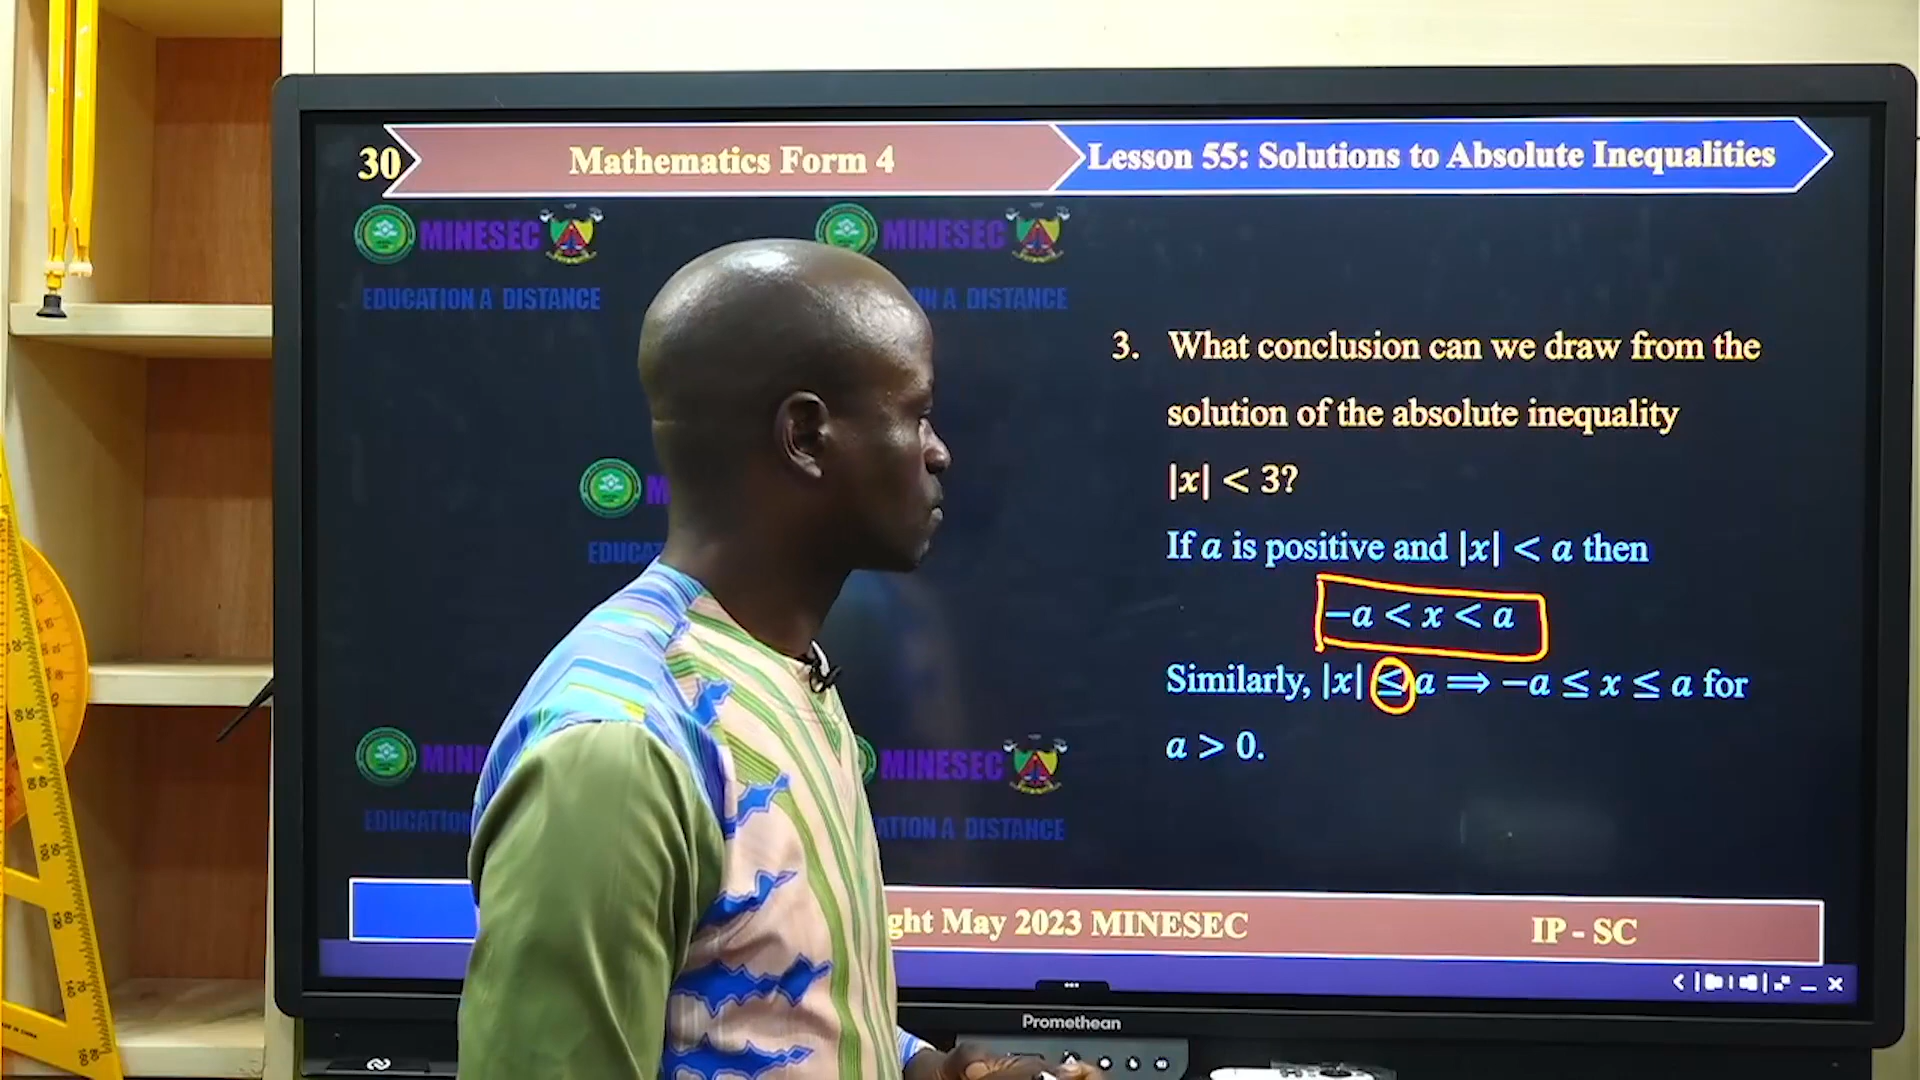 30
Mathematics Form 4
Lesson 55: Solutions to Absolute Inequalities
MINESEC
MINESEC
EDUCATION A DISTANCE
A DISTANCE
3. What conclusion can we draw from the
solution of the absolute inequality
|x| < 3?
If a is positive and |x| < a then
−a < x < a
Similarly, |x| ≤ a ⟹ −a ≤ x ≤ a for
a > 0.
MINESEC
A DISTANCE
May 2023 MINESEC
IP - SC
Promethean